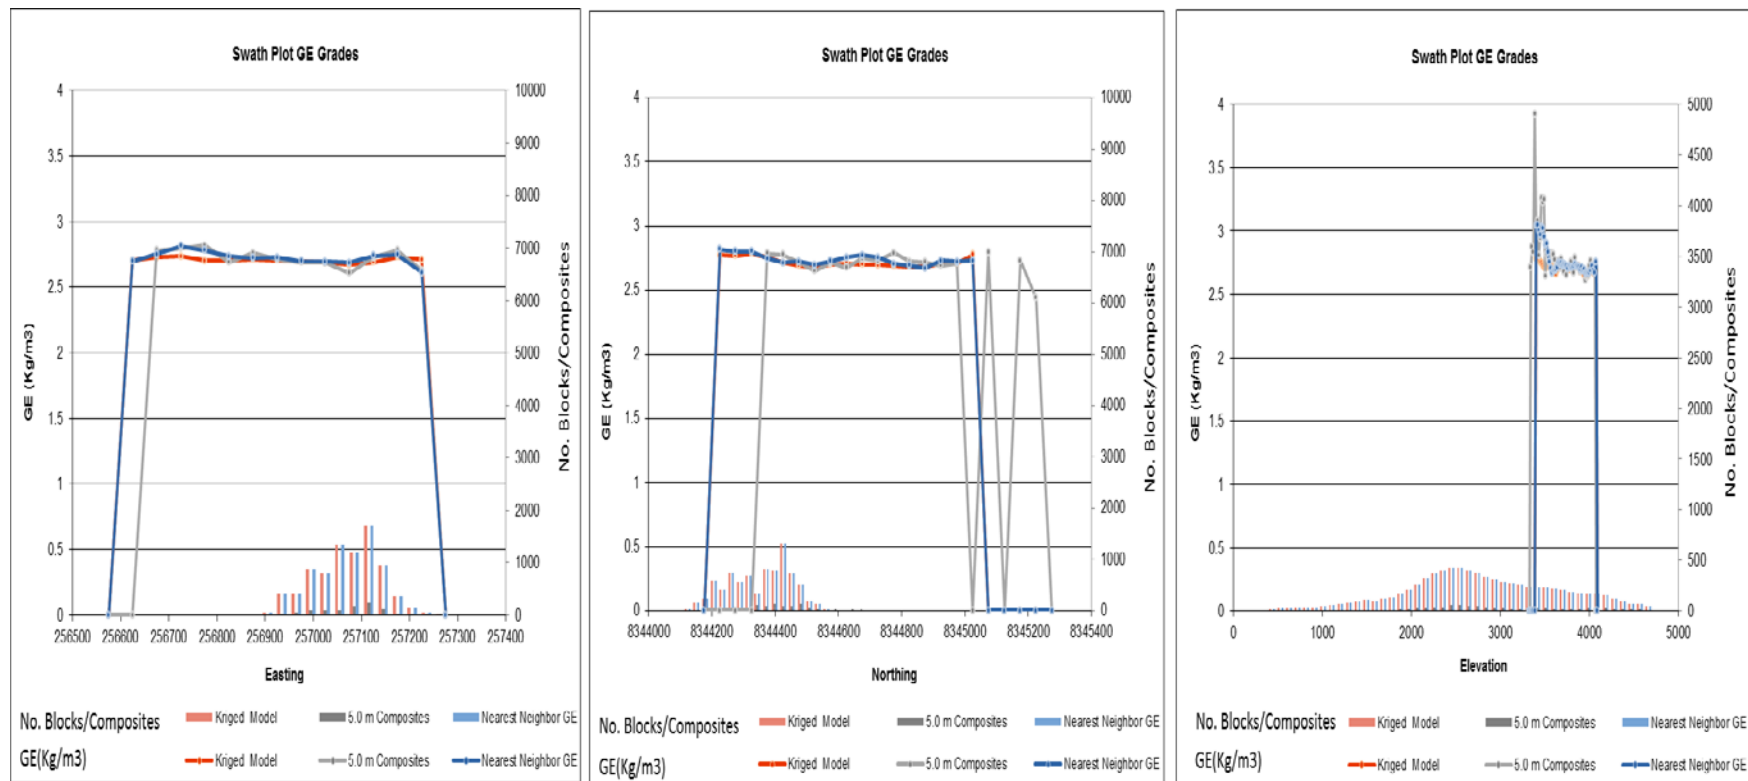 Swath Plot GE Grades
4
3.5
3
2.5
2
1.5
1
0.5
0
10000
9000
8000
7000
6000
5000
4000
3000
2000
1000
0
GE (Kg/m3)
No. Blocks/Composites
256500 256600 256700 256800 256900 257000 257100 257200 257300 257400
Easting
No. Blocks/Composites Kriged Model 5.0 m Composites Nearest Neighbor GE
GE(Kg/m3) Kriged Model 5.0 m Composites Nearest Neighbor GE
Swath Plot GE Grades
4
3.5
3
2.5
2
1.5
1
0.5
0
10000
9000
8000
7000
6000
5000
4000
3000
2000
1000
0
GE (Kg/m3)
No. Blocks/Composites
8344000 8344200 8344400 8344600 8344800 8345000 8345200 8345400
Northing
No. Blocks/Composites Kriged Model 5.0 m Composites Nearest Neighbor GE
GE(Kg/m3) Kriged Model 5.0 m Composites Nearest Neighbor GE
Swath Plot GE Grades
4
3.5
3
2.5
2
1.5
1
0.5
0
5000
4500
4000
3500
3000
2500
2000
1500
1000
500
0
GE (Kg/m3)
No. Blocks/Composites
0 1000 2000 3000 4000 5000
Elevation
No. Blocks/Composites Kriged Model 5.0 m Composites Nearest Neighbor GE
GE(Kg/m3) Kriged Model 5.0 m Composites Nearest Neighbor GE